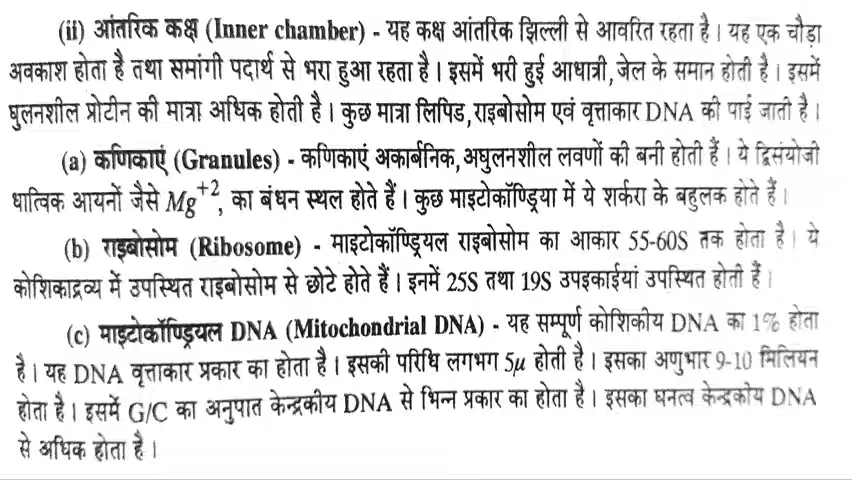 (ii) आंतरिक कक्ष (Inner chamber) - यह कक्ष आंतरिक झिल्ली से आवरित रहता है। यह एक चौड़ा
अवकाश होता है तथा समांगी पदार्थ से भरा हुआ रहता है। इसमें भरी हुई आधात्री, जेल के समान होती है। इसमें
घुलनशील प्रोटीन की मात्रा अधिक होती है। कुछ मात्रा लिपिड, राइबोसोम एवं वृत्ताकार DNA की पाई जाती है।
(a) कणिकाएं (Granules) - कणिकाएं अकार्बनिक, अघुलनशील लवणों की बनी होती हैं। ये द्विसंयोजी
धात्विक आयनों जैसे Mg⁺², का बंधन स्थल होते हैं। कुछ माइटोकॉण्ड्रिया में ये शर्करा के बहुलक होते हैं।
(b) राइबोसोम (Ribosome) - माइटोकॉण्ड्रियल राइबोसोम का आकार 55-60S तक होता है। ये
कोशिकाद्रव्य में उपस्थित राइबोसोम से छोटे होते हैं। इनमें 25S तथा 19S उपइकाईयां उपस्थित होती हैं।
(c) माइटोकॉण्ड्रियल DNA (Mitochondrial DNA) - यह सम्पूर्ण कोशिकीय DNA का 1% होता
है। यह DNA वृत्ताकार प्रकार का होता है। इसकी परिधि लगभग 5μ होती है। इसका अणुभार 9-10 मिलियन
होता है। इसमें G/C का अनुपात केन्द्रकीय DNA से भिन्न प्रकार का होता है। इसका घनत्व केन्द्रकीय DNA
से अधिक होता है।